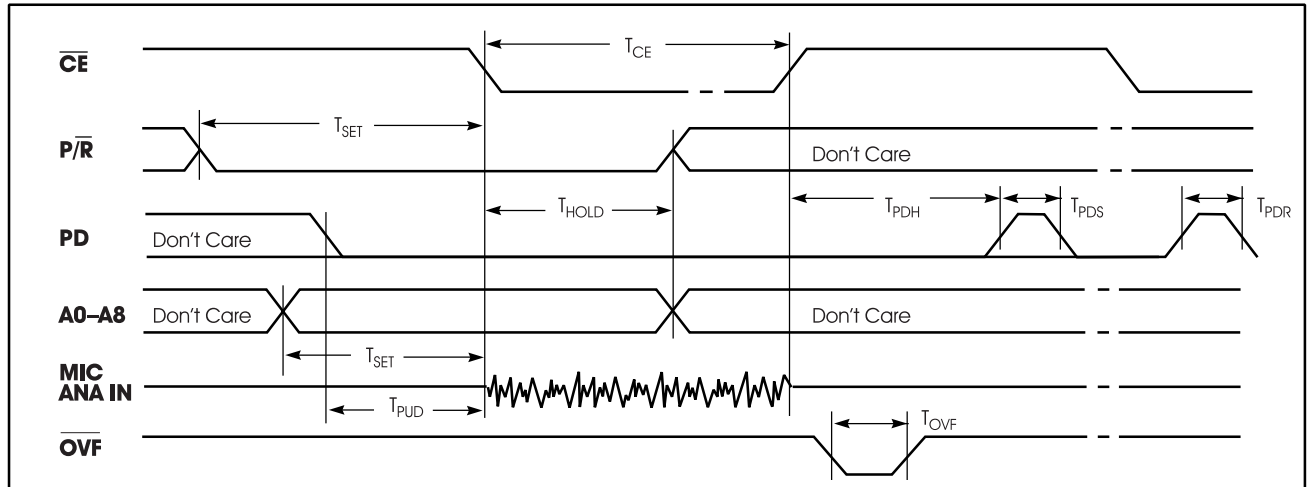 CE
T_CE
P/R
T_SET
Don't Care
PD
Don't Care
T_HOLD
T_PDH
T_PDS
T_PDR
A0–A8
Don't Care
Don't Care
T_SET
MIC
ANA IN
T_PUD
OVF
T_OVF